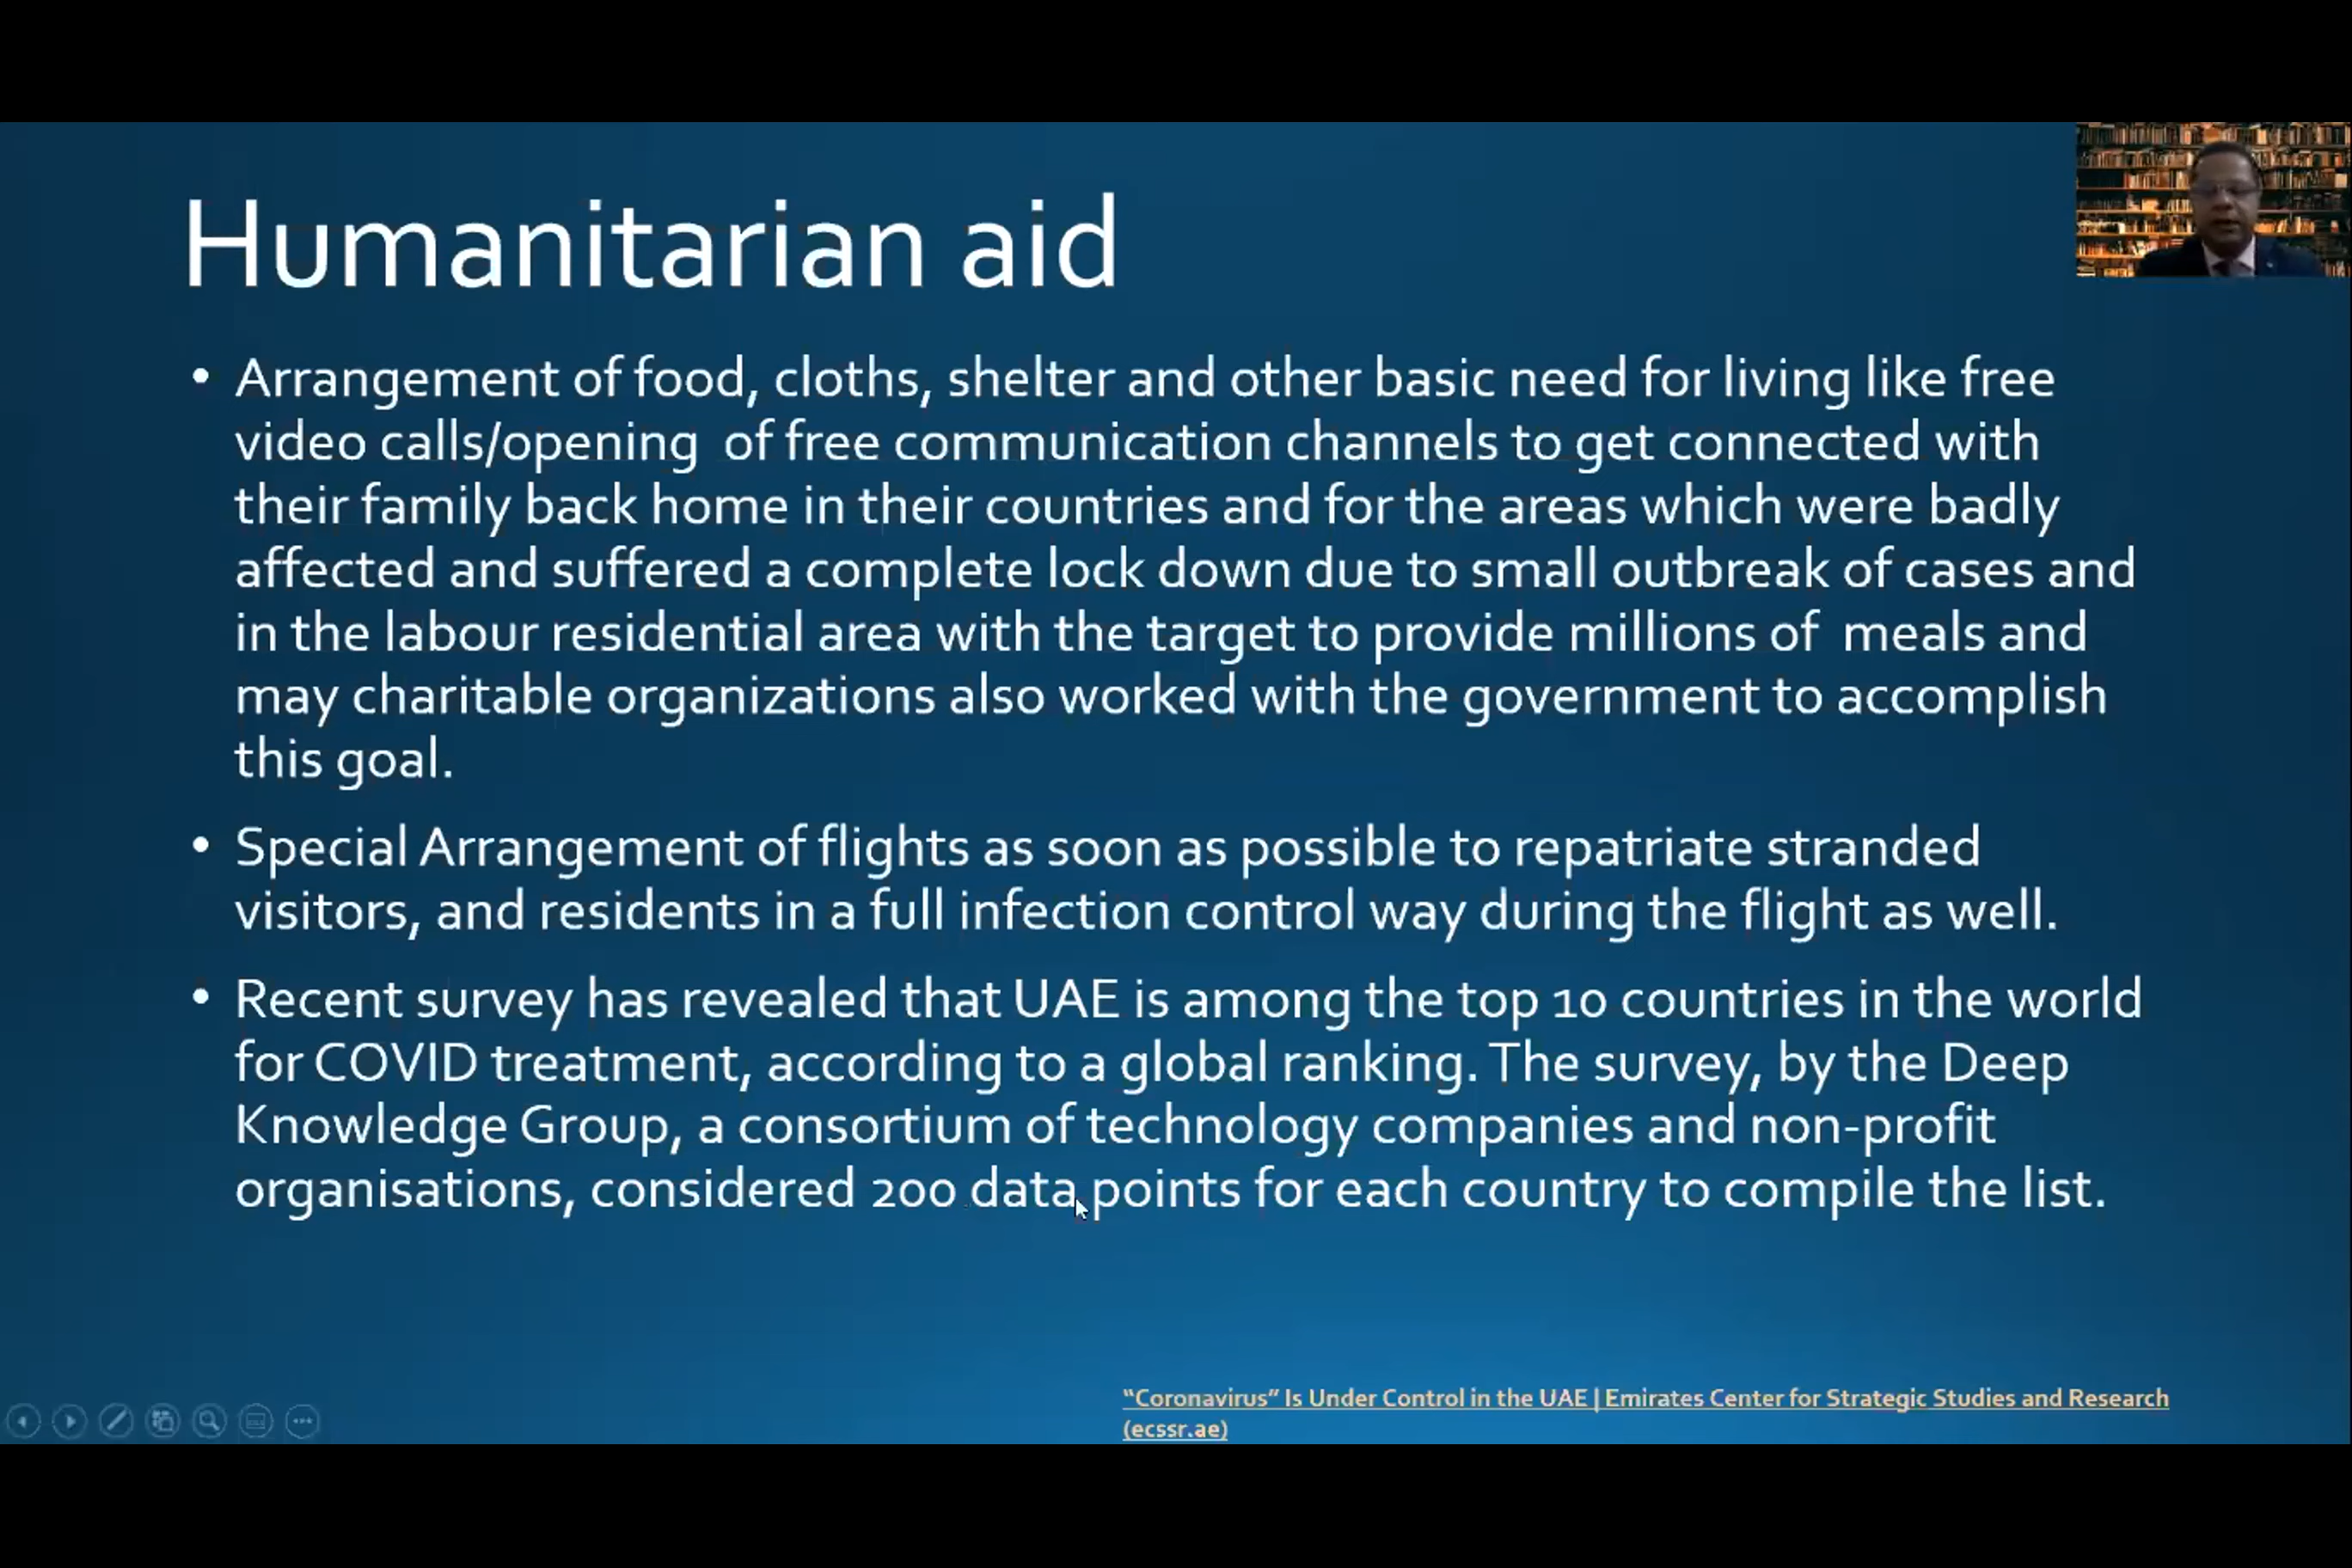 Humanitarian aid
• Arrangement of food, cloths, shelter and other basic need for living like free
video calls/opening of free communication channels to get connected with
their family back home in their countries and for the areas which were badly
affected and suffered a complete lock down due to small outbreak of cases and
in the labour residential area with the target to provide millions of meals and
may charitable organizations also worked with the government to accomplish
this goal.
• Special Arrangement of flights as soon as possible to repatriate stranded
visitors, and residents in a full infection control way during the flight as well.
• Recent survey has revealed that UAE is among the top 10 countries in the world
for COVID treatment, according to a global ranking. The survey, by the Deep
Knowledge Group, a consortium of technology companies and non-profit
organisations, considered 200 data points for each country to compile the list.
“Coronavirus” Is Under Control in the UAE | Emirates Center for Strategic Studies and Research
(ecssr.ae)